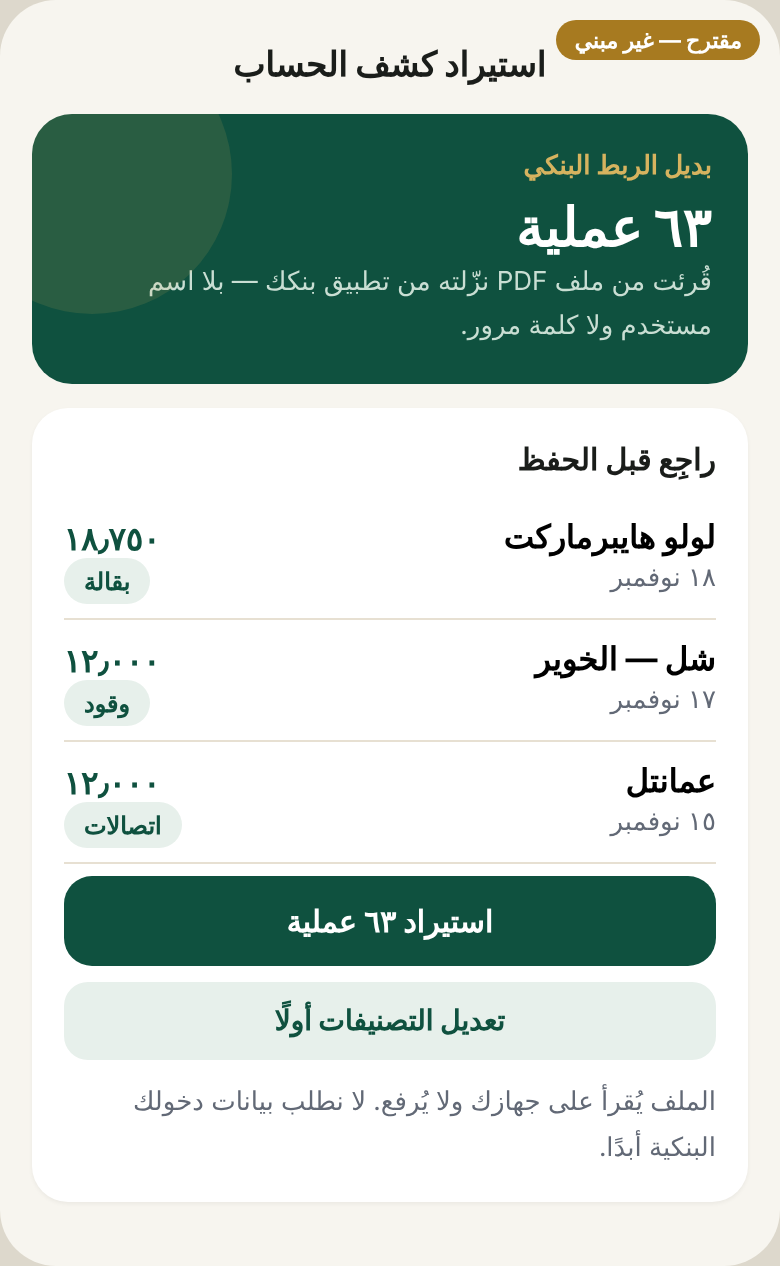 مقترح — غير مبني
استيراد كشف الحساب
بديل الربط البنكي
٦٣ عملية
قُرئت من ملف PDF نزّلته من تطبيق بنكك — بلا اسم
مستخدم ولا كلمة مرور.
راجِع قبل الحفظ
لولو هايبرماركت
١٨٫٧٥٠
١٨ نوفمبر
بقالة
شل — الخوير
١٢٫٠٠٠
١٧ نوفمبر
وقود
عمانتل
١٢٫٠٠٠
١٥ نوفمبر
اتصالات
استيراد ٦٣ عملية
تعديل التصنيفات أولًا
الملف يُقرأ على جهازك ولا يُرفع. لا نطلب بيانات دخولك
البنكية أبدًا.